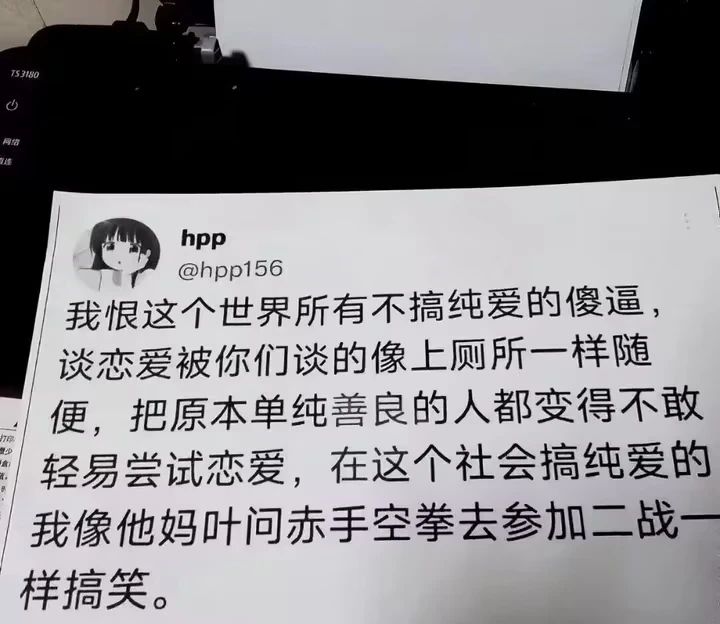 TS3180
网络
直连
hpp
@hpp156
我恨这个世界所有不搞纯爱的傻逼，
谈恋爱被你们谈的像上厕所一样随
便，把原本单纯善良的人都变得不敢
轻易尝试恋爱，在这个社会搞纯爱的
我像他妈叶问赤手空拳去参加二战一
样搞笑。